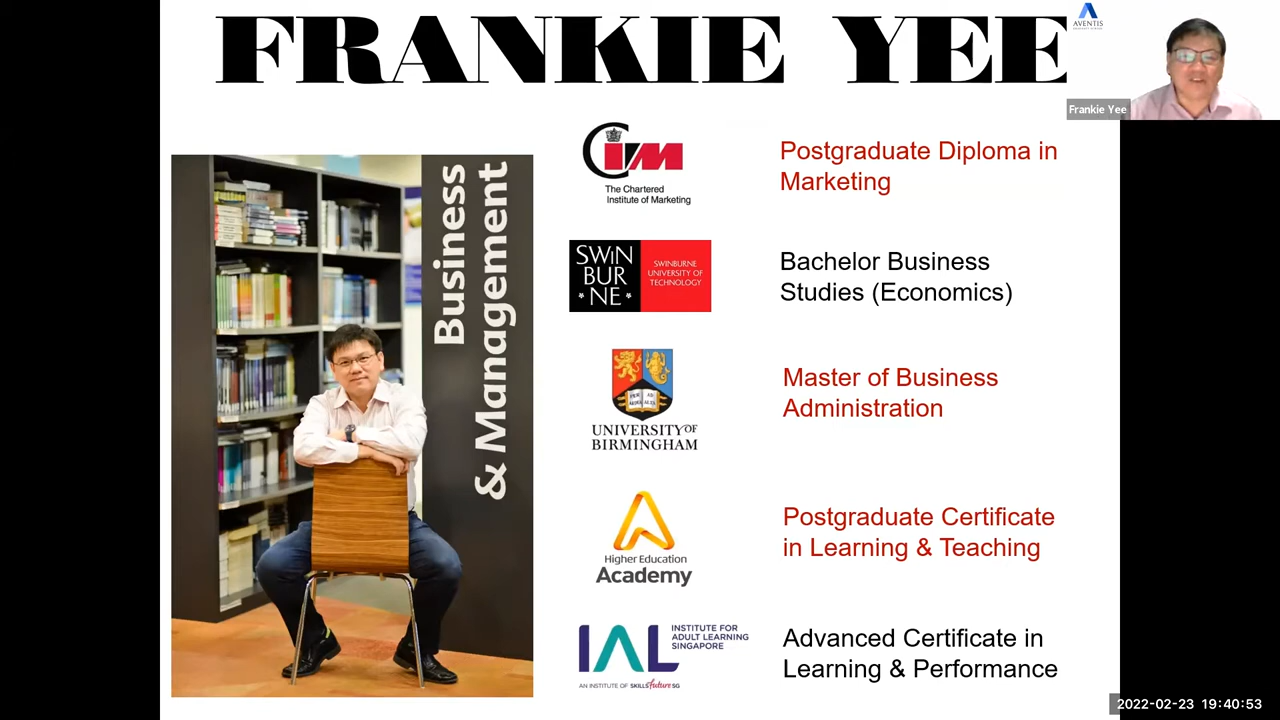 FRANKIE YEE
AVENTIS
Frankie Yee
Business
& Management
CIM
The Chartered
Institute of Marketing
Postgraduate Diploma in
Marketing
SWIN
BUR
NE
SWINBURNE
UNIVERSITY OF
TECHNOLOGY
Bachelor Business
Studies (Economics)
UNIVERSITY OF
BIRMINGHAM
Master of Business
Administration
Higher Education
Academy
Postgraduate Certificate
in Learning & Teaching
IAL
INSTITUTE FOR
ADULT LEARNING
SINGAPORE
AN INSTITUTE OF SKILLSfuture SG
Advanced Certificate in
Learning & Performance
2022-02-23 19:40:53